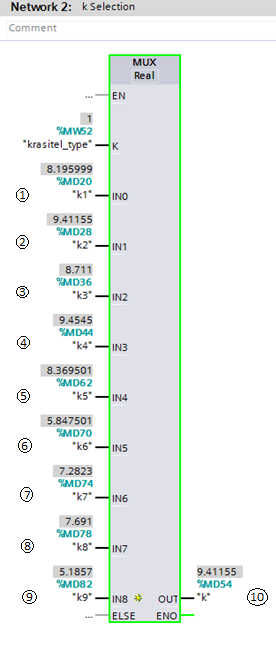 Network 2: k Selection
Comment
MUX
Real
... EN
1
%MW52
"krasitel_type" K
8.195999
%MD20
① "k1" IN0
9.41155
%MD28
② "k2" IN1
8.711
%MD36
③ "k3" IN2
9.4545
%MD44
④ "k4" IN3
8.369501
%MD62
⑤ "k5" IN4
5.847501
%MD70
⑥ "k6" IN5
7.2823
%MD74
⑦ "k7" IN6
7.691
%MD78
⑧ "k8" IN7
5.1857 9.41155
%MD82 %MD54
⑨ "k9" IN8 OUT "k" ⑩
... ELSE ENO